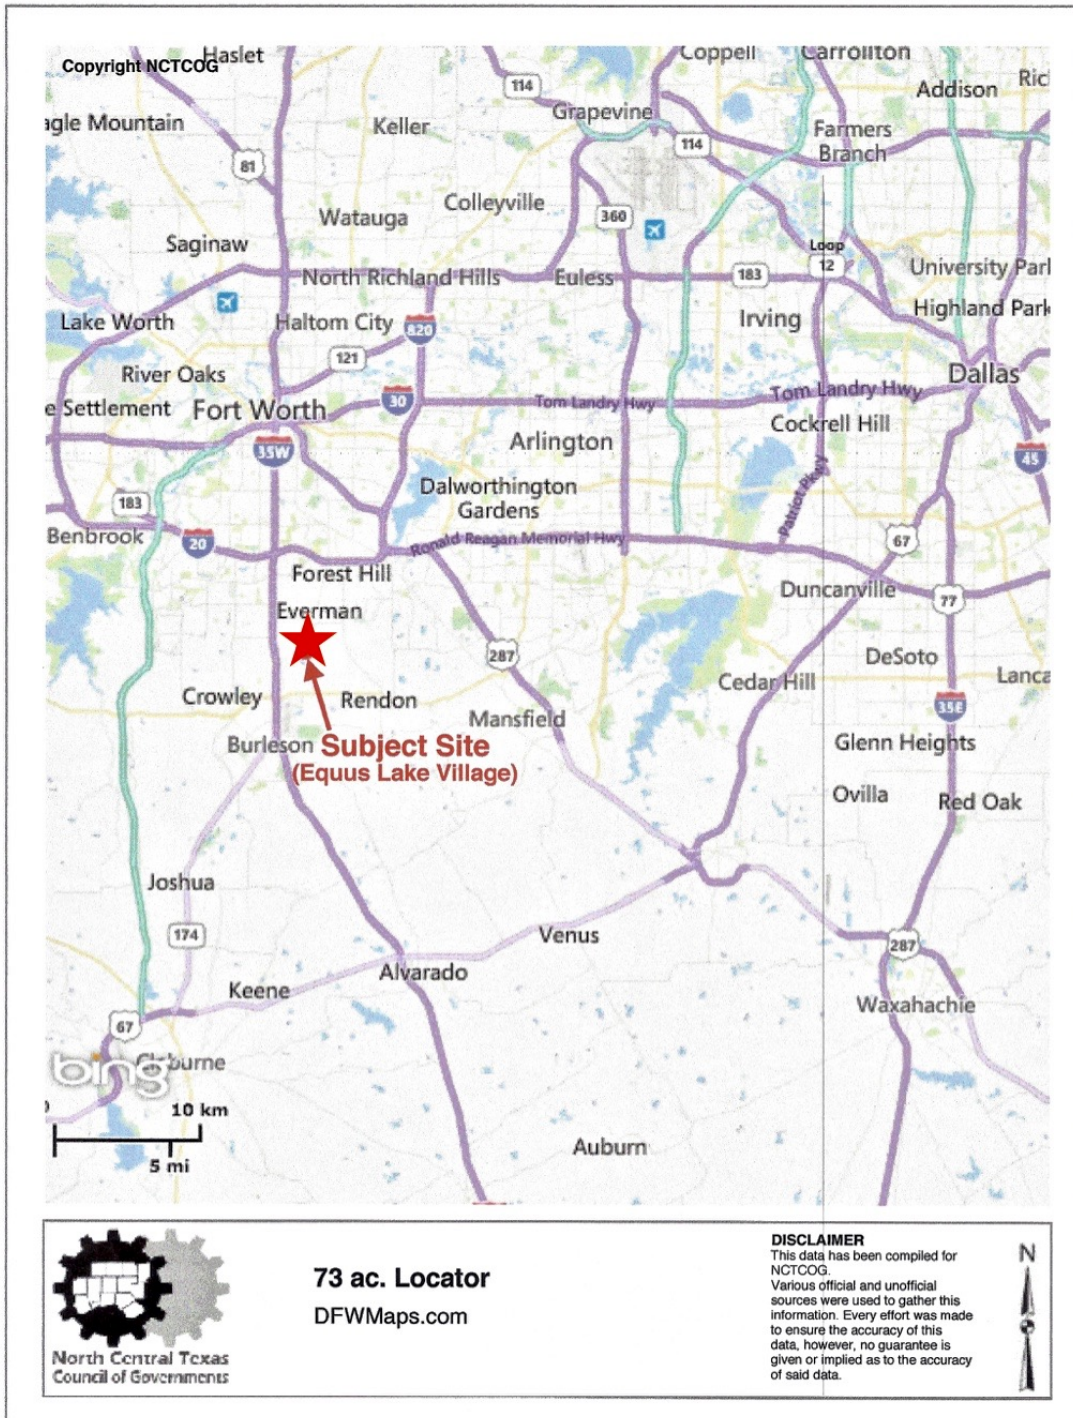 Copyright NCTCOG
Haslet
Coppell
Carrollton
114
Addison
Grapevine
Keller
Farmers
Branch
114
81
Colleyville
Watauga
360
Saginaw
Loop
12
University Parl
North Richland Hills
Euless
183
Highland Park
Lake Worth
Haltom City
820
Irving
121
River Oaks
Dallas
e Settlement
Fort Worth
30
Tom Landry Hwy
Tom Landry Hwy
Cockrell Hill
35W
Arlington
45
Dalworthington
Gardens
183
Patriot Pkwy
Benbrook
20
Ronald Reagan Memorial Hwy
67
Forest Hill
Duncanville
77
Everman
287
DeSoto
Cedar Hill
Lanca
Crowley
Rendon
35E
Mansfield
Burleson
Subject Site
(Equus Lake Village)
Glenn Heights
Ovilla
Red Oak
Joshua
174
Venus
287
Alvarado
Keene
Waxahachie
67
bing
10 km
5 mi
Auburn
73 ac. Locator
DFWMaps.com
North Central Texas
Council of Governments
DISCLAIMER
This data has been compiled for
NCTCOG.
Various official and unofficial
sources were used to gather this
information. Every effort was made
to ensure the accuracy of this
data, however, no guarantee is
given or implied as to the accuracy
of said data.
N